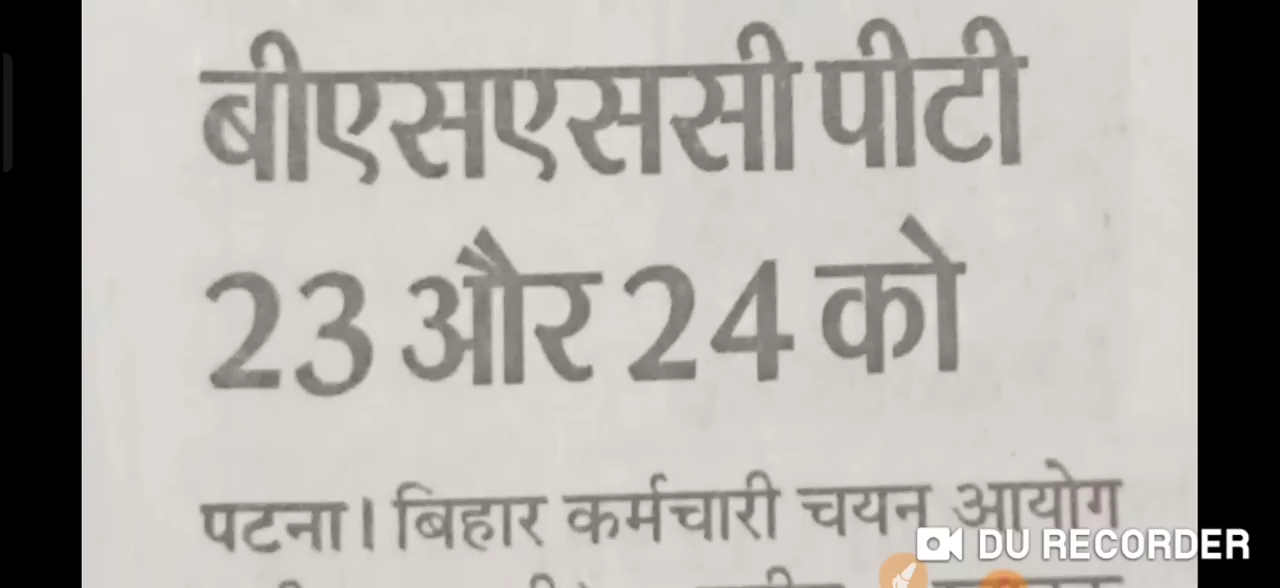 बीएसएससी पीटी
23 और 24 को
पटना। बिहार कर्मचारी चयन आयोग
DU RECORDER